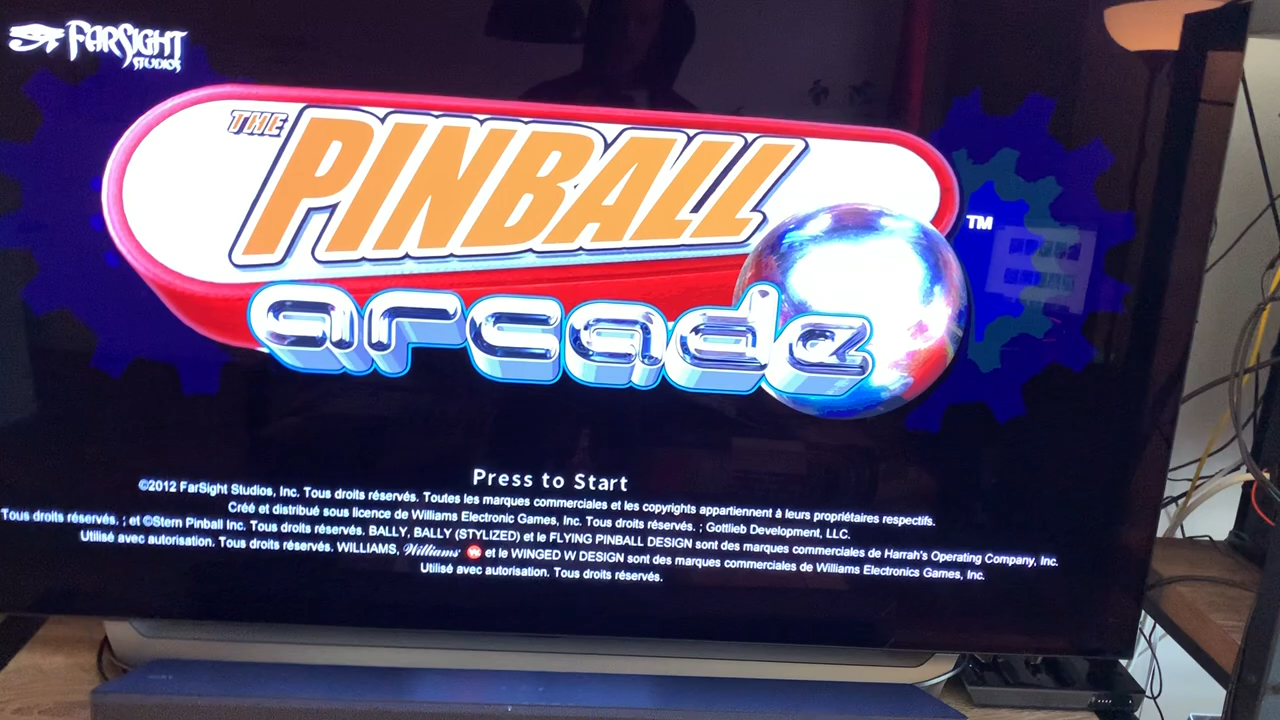 FARSIGHT
STUDIOS
THE
PINBALL
TM
arcade
Press to Start
©2012 FarSight Studios, Inc. Tous droits réservés. Toutes les marques commerciales et les copyrights appartiennent à leurs propriétaires respectifs.
Créé et distribué sous licence de Williams Electronic Games, Inc. Tous droits réservés. ; Gottlieb Development, LLC.
Tous droits réservés. ; et ©Stern Pinball Inc. Tous droits réservés. BALLY, BALLY (STYLIZED) et le FLYING PINBALL DESIGN sont des marques commerciales de Harrah's Operating Company, Inc.
Utilisé avec autorisation. Tous droits réservés. WILLIAMS, Williams W et le WINGED W DESIGN sont des marques commerciales de Williams Electronics Games, Inc.
Utilisé avec autorisation. Tous droits réservés.